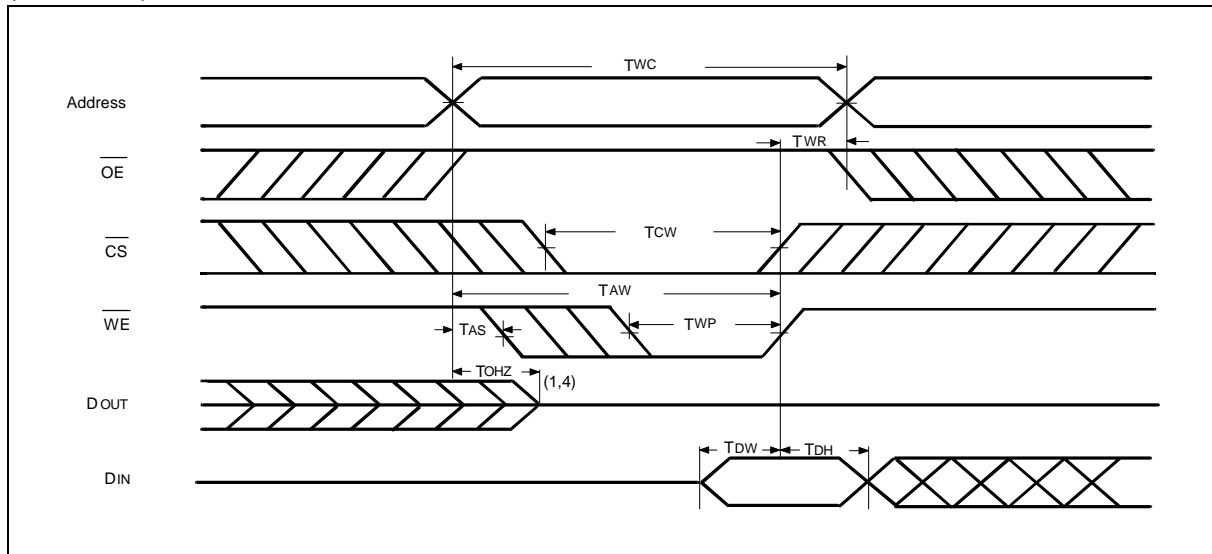 TWC
Address
TWR
OE
TCW
CS
TAW
WE
TAS
TWP
TOHZ
(1,4)
DOUT
TDW
TDH
DIN